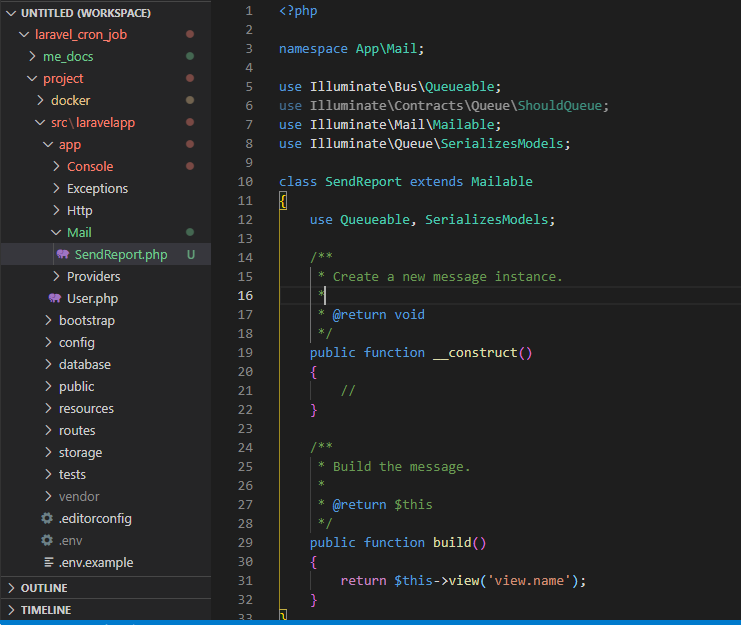 UNTITLED (WORKSPACE)
laravel_cron_job
me_docs
project
docker
src\laravelapp
app
Console
Exceptions
Http
Mail
SendReport.php U
Providers
User.php
bootstrap
config
database
public
resources
routes
storage
tests
vendor
.editorconfig
.env
.env.example
OUTLINE
TIMELINE
1 <?php
2
3 namespace App\Mail;
4
5 use Illuminate\Bus\Queueable;
6 use Illuminate\Contracts\Queue\ShouldQueue;
7 use Illuminate\Mail\Mailable;
8 use Illuminate\Queue\SerializesModels;
9
10 class SendReport extends Mailable
11 {
12 use Queueable, SerializesModels;
13
14 /**
15 * Create a new message instance.
16 *
17 * @return void
18 */
19 public function __construct()
20 {
21 //
22 }
23
24 /**
25 * Build the message.
26 *
27 * @return $this
28 */
29 public function build()
30 {
31 return $this->view('view.name');
32 }
33 }